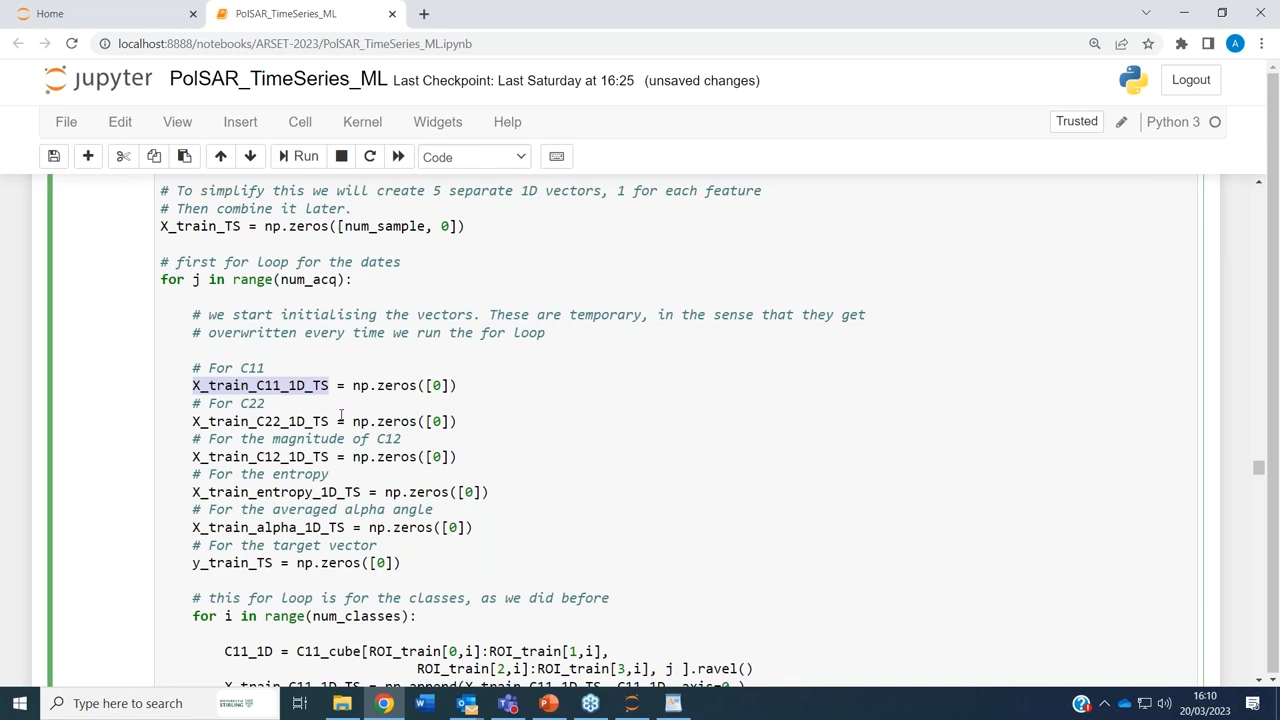 Home
PolSAR_TimeSeries_ML
localhost:8888/notebooks/ARSET-2023/PolSAR_TimeSeries_ML.ipynb
A
jupyter PolSAR_TimeSeries_ML Last Checkpoint: Last Saturday at 16:25 (unsaved changes)
Logout
File Edit View Insert Cell Kernel Widgets Help
Trusted
Python 3
Run
Code
# To simplify this we will create 5 separate 1D vectors, 1 for each feature
# Then combine it later.
X_train_TS = np.zeros([num_sample, 0])
# first for loop for the dates
for j in range(num_acq):
# we start initialising the vectors. These are temporary, in the sense that they get
# overwritten every time we run the for loop
# For C11
X_train_C11_1D_TS = np.zeros([0])
# For C22
X_train_C22_1D_TS = np.zeros([0])
# For the magnitude of C12
X_train_C12_1D_TS = np.zeros([0])
# For the entropy
X_train_entropy_1D_TS = np.zeros([0])
# For the averaged alpha angle
X_train_alpha_1D_TS = np.zeros([0])
# For the target vector
y_train_TS = np.zeros([0])
# this for loop is for the classes, as we did before
for i in range(num_classes):
C11_1D = C11_cube[ROI_train[0,i]:ROI_train[1,i],
ROI_train[2,i]:ROI_train[3,i], j ].ravel()
X_train_C11_1D_TS = np.append(X_train_C11_1D_TS, C11_1D, axis=0 )
Type here to search
STIRLING
16:10
20/03/2023